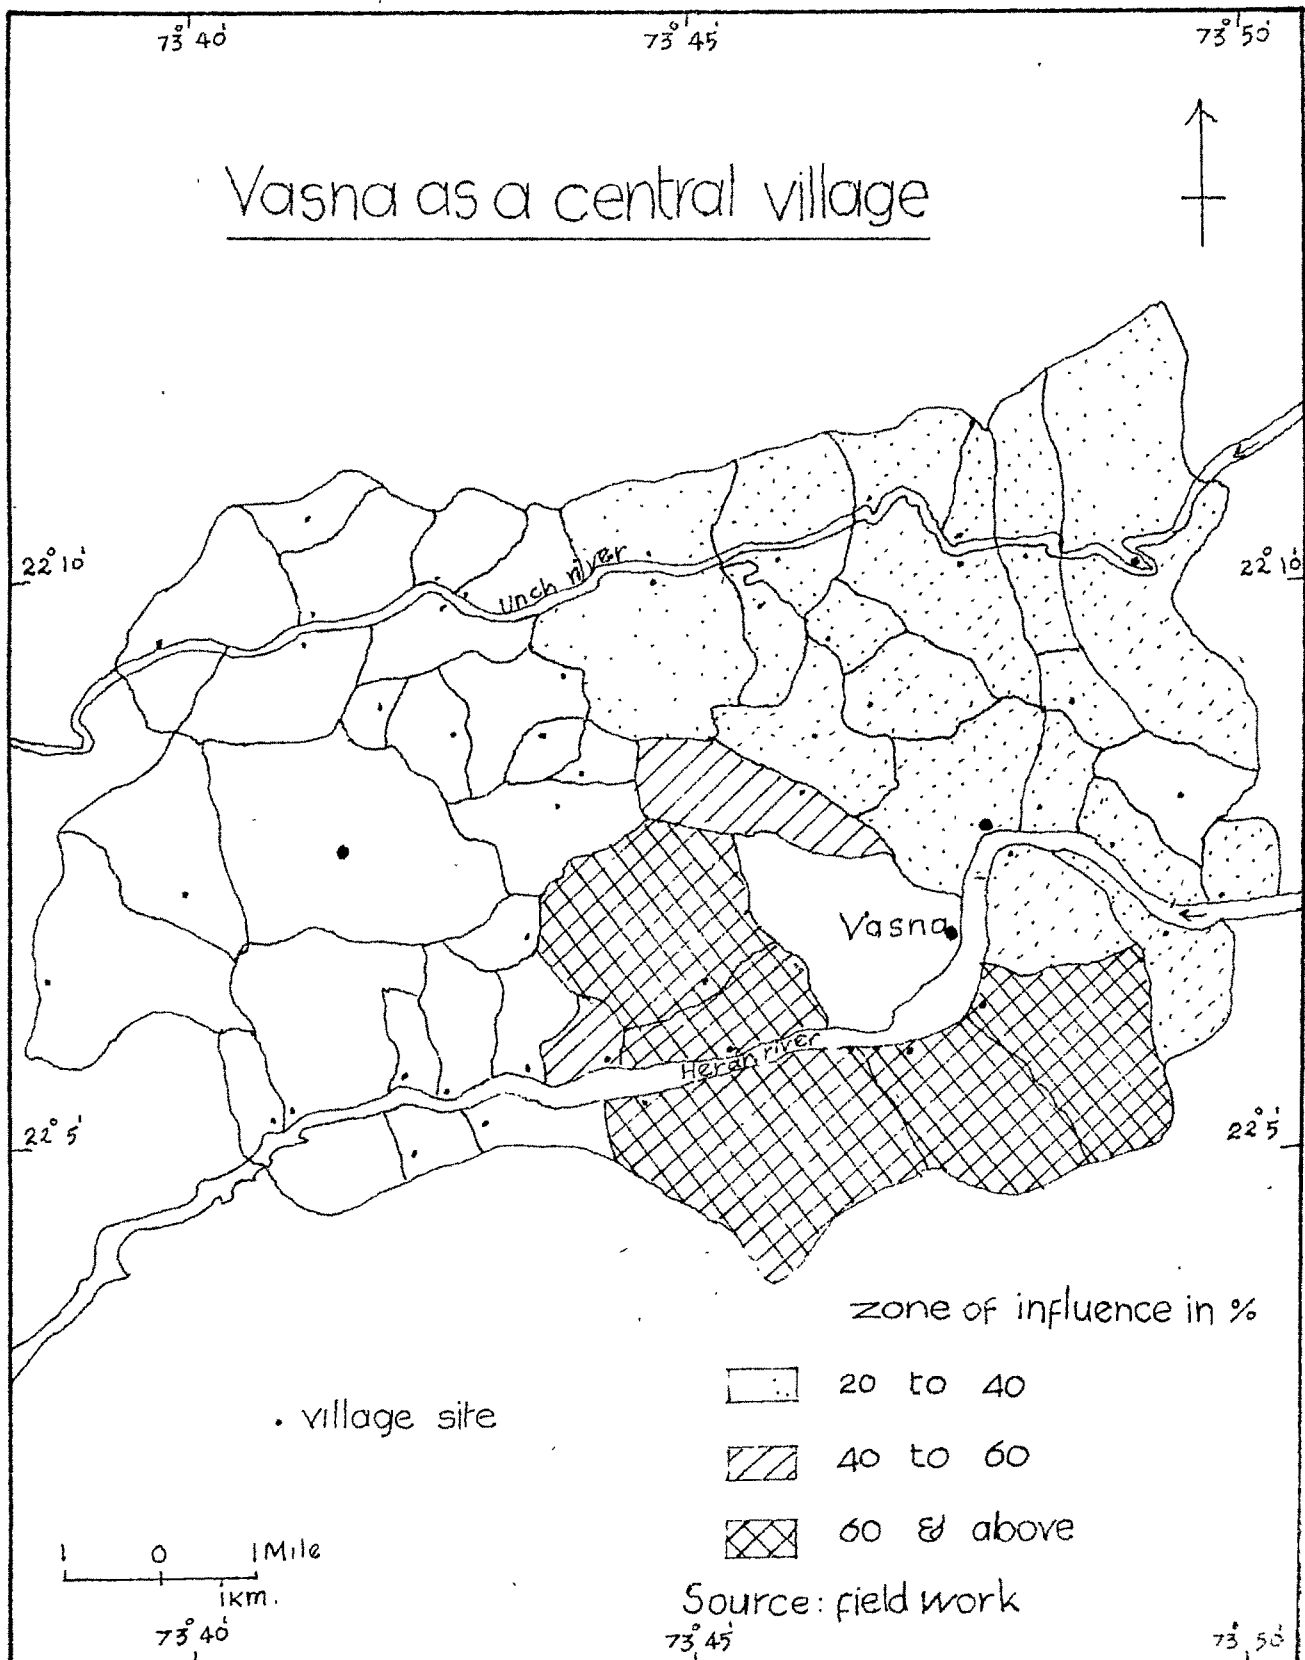 73° 40' 73° 45' 73° 50'
Vasna as a central village
22° 10' 22° 10'
Unch river
Vasna
Heran river
22° 5' 22° 5'
zone of influence in %
20 to 40
. village site
40 to 60
60 & above
1 0 1 Mile
1 Km.
Source: field work
73° 40' 73° 45' 73° 50'